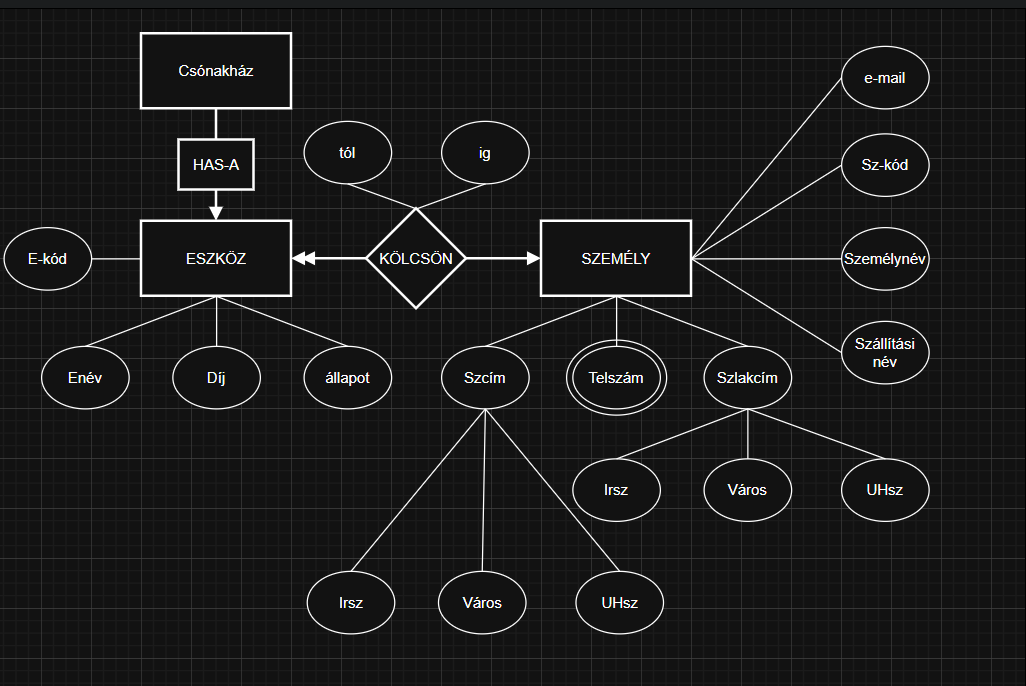 Csónakház
e-mail
HAS-A
tól
ig
Sz-kód
E-kód
ESZKÖZ
KÖLCSÖN
SZEMÉLY
Személynév
Szállítási
név
Enév
Díj
állapot
Szcím
Telszám
Szlakcím
Irsz
Város
UHsz
Irsz
Város
UHsz